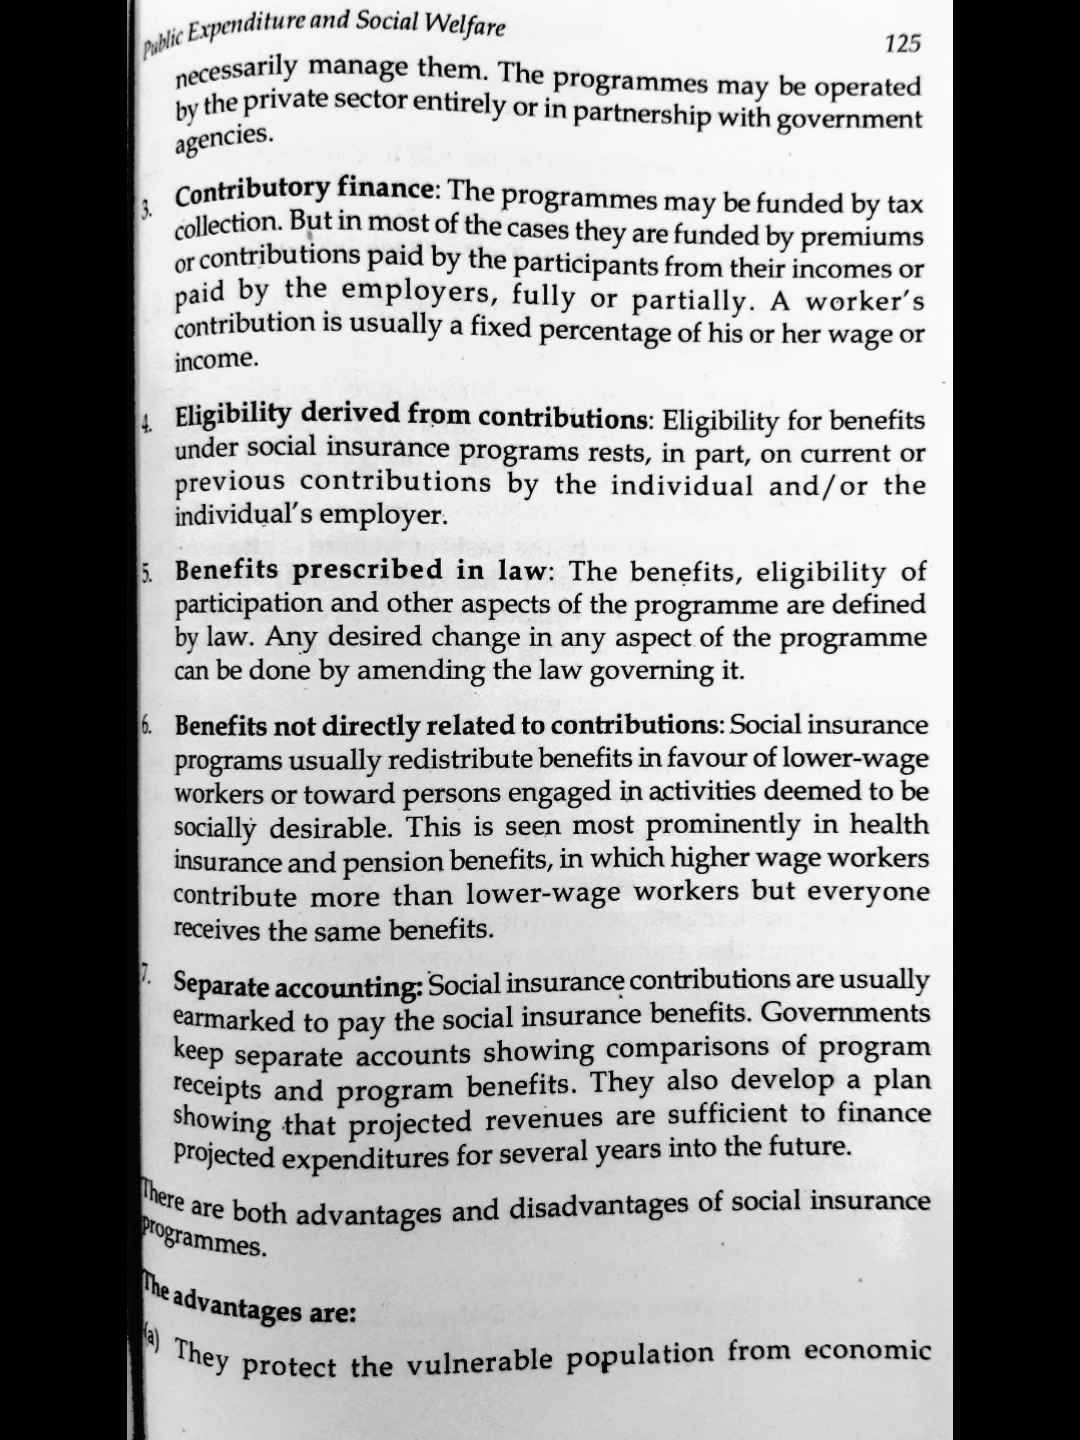 Public Expenditure and Social Welfare
125
necessarily manage them. The programmes may be operated
by the private sector entirely or in partnership with government
agencies.
3. Contributory finance: The programmes may be funded by tax
collection. But in most of the cases they are funded by premiums
or contributions paid by the participants from their incomes or
paid by the employers, fully or partially. A worker's
contribution is usually a fixed percentage of his or her wage or
income.
4. Eligibility derived from contributions: Eligibility for benefits
under social insurance programs rests, in part, on current or
previous contributions by the individual and/or the
individual's employer.
5. Benefits prescribed in law: The benefits, eligibility of
participation and other aspects of the programme are defined
by law. Any desired change in any aspect of the programme
can be done by amending the law governing it.
6. Benefits not directly related to contributions: Social insurance
programs usually redistribute benefits in favour of lower-wage
workers or toward persons engaged in activities deemed to be
socially desirable. This is seen most prominently in health
insurance and pension benefits, in which higher wage workers
contribute more than lower-wage workers but everyone
receives the same benefits.
7. Separate accounting: Social insurance contributions are usually
earmarked to pay the social insurance benefits. Governments
keep separate accounts showing comparisons of program
receipts and program benefits. They also develop a plan
showing that projected revenues are sufficient to finance
projected expenditures for several years into the future.
There are both advantages and disadvantages of social insurance
programmes.
The advantages are:
(a) They protect the vulnerable population from economic